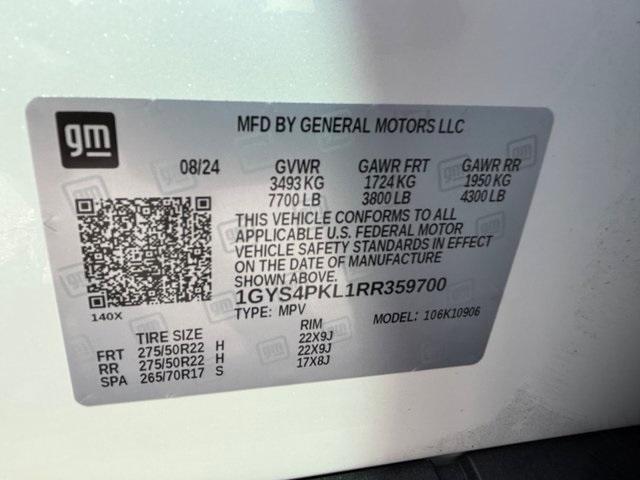 gm
MFD BY GENERAL MOTORS LLC
08/24 GVWR GAWR FRT GAWR RR
3493 KG 1724 KG 1950 KG
7700 LB 3800 LB 4300 LB
THIS VEHICLE CONFORMS TO ALL
APPLICABLE U.S. FEDERAL MOTOR
VEHICLE SAFETY STANDARDS IN EFFECT
ON THE DATE OF MANUFACTURE
SHOWN ABOVE.
1GYS4PKL1RR359700
140X TYPE: MPV MODEL: 106K10906
TIRE SIZE RIM
FRT 275/50R22 H 22X9J
RR 275/50R22 H 22X9J
SPA 265/70R17 S 17X8J